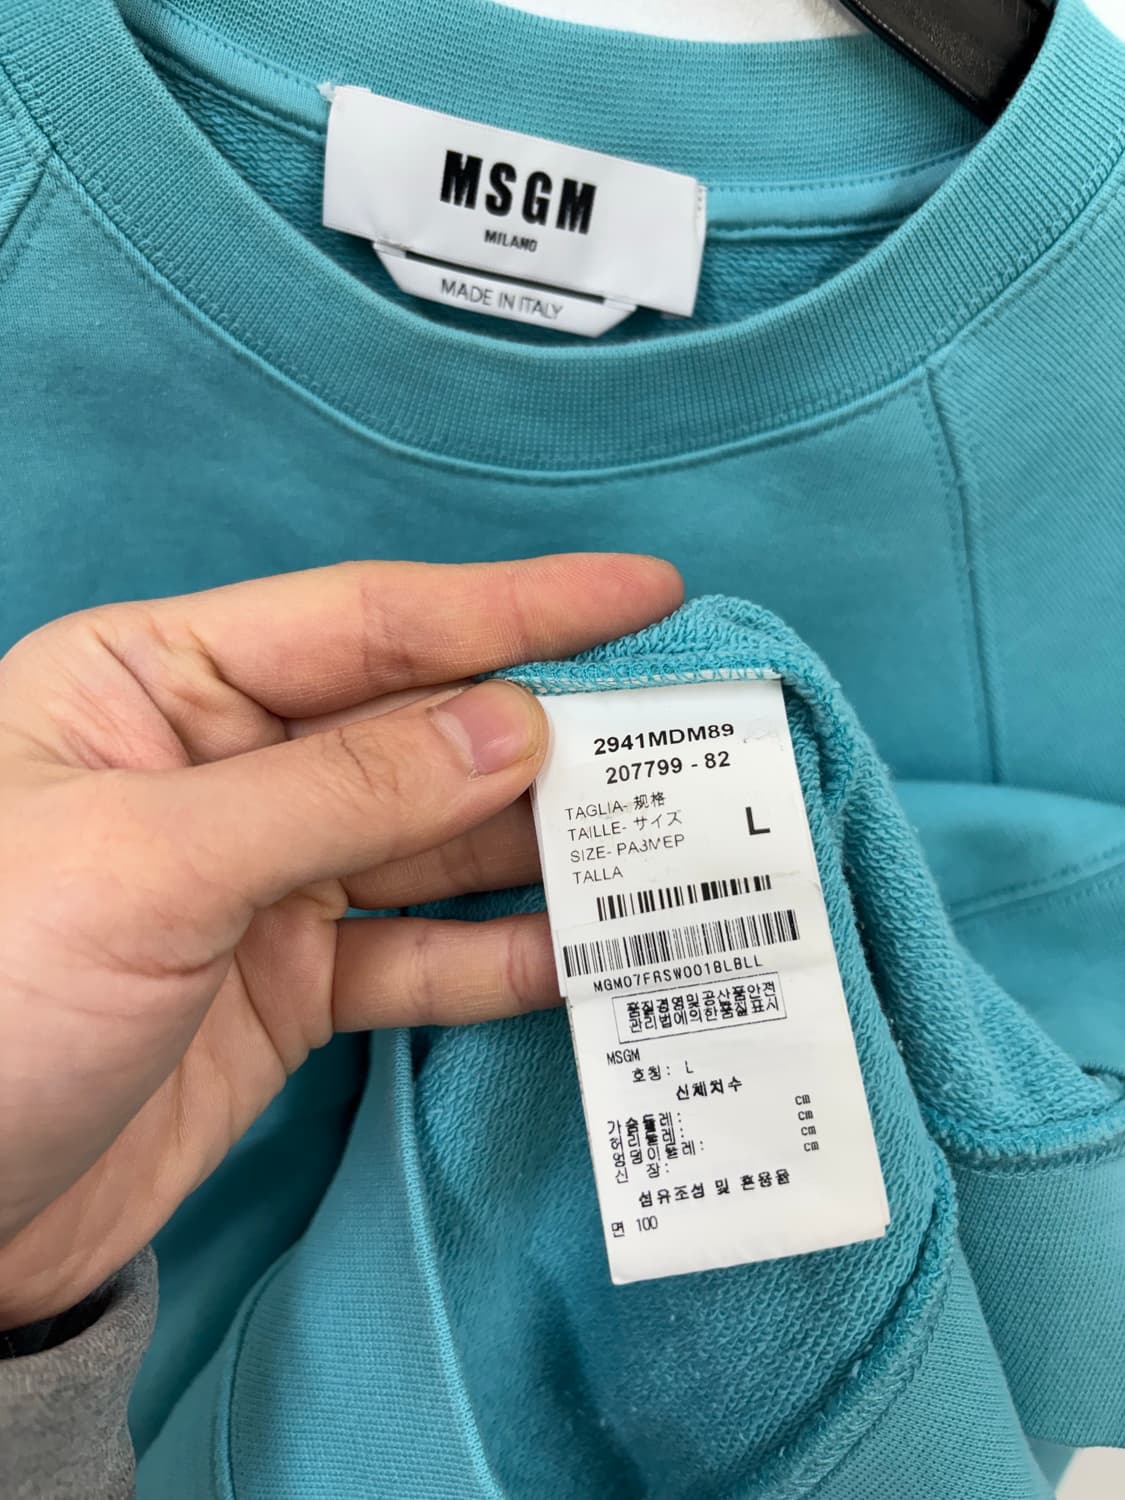 MSGM
MILANO
MADE IN ITALY
2941MDM89
207799 - 82
TAGLIA- 规格
TAILLE- サイズ
SIZE- РАЗМЕР
TALLA
L
MGM07FRSW001BLBLL
품질경영및공산품안전
관리법에의한품질표시
MSGM
호칭: L
신체치수
가슴둘레: cm
허리둘레: cm
엉덩이둘레: cm
신 장: cm
섬유조성 및 혼용율
면 100